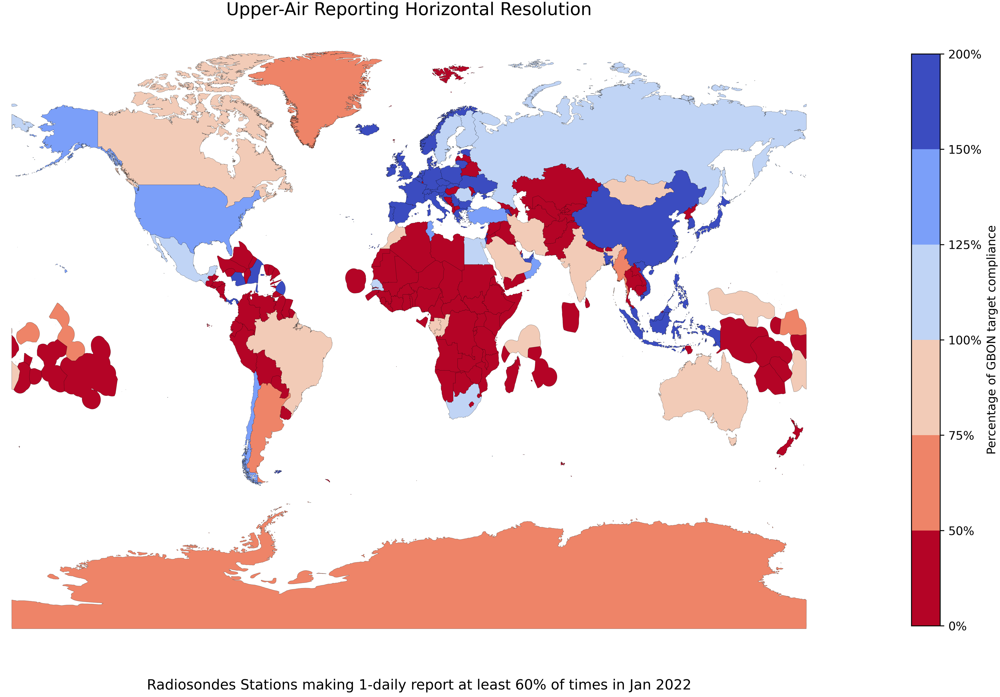 Upper-Air Reporting Horizontal Resolution
200%
150%
125%
100%
75%
50%
0%
Percentage of GBON target compliance
Radiosondes Stations making 1-daily report at least 60% of times in Jan 2022